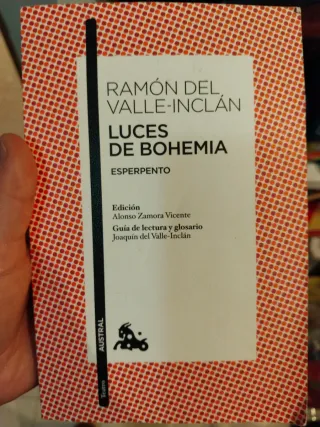 RAMÓN DEL
VALLE-INCLÁN
LUCES
DE BOHEMIA
ESPERPENTO
Edición
Alonso Zamora Vicente
Guía de lectura y glosario
Joaquín del Valle-Inclán
AUSTRAL
Teatro